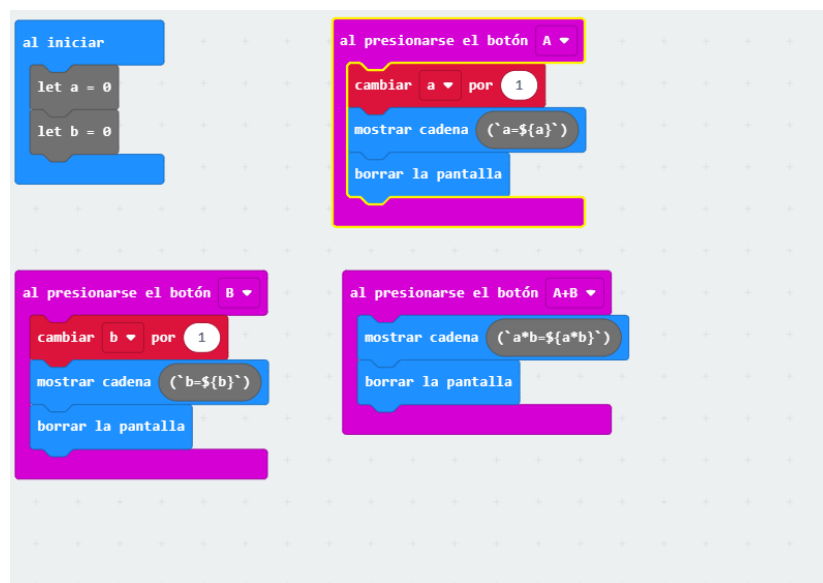 al iniciar
let a = 0
let b = 0
al presionarse el botón A
cambiar a por 1
mostrar cadena (`a=${a}`)
borrar la pantalla
al presionarse el botón B
cambiar b por 1
mostrar cadena (`b=${b}`)
borrar la pantalla
al presionarse el botón A+B
mostrar cadena (`a*b=${a*b}`)
borrar la pantalla